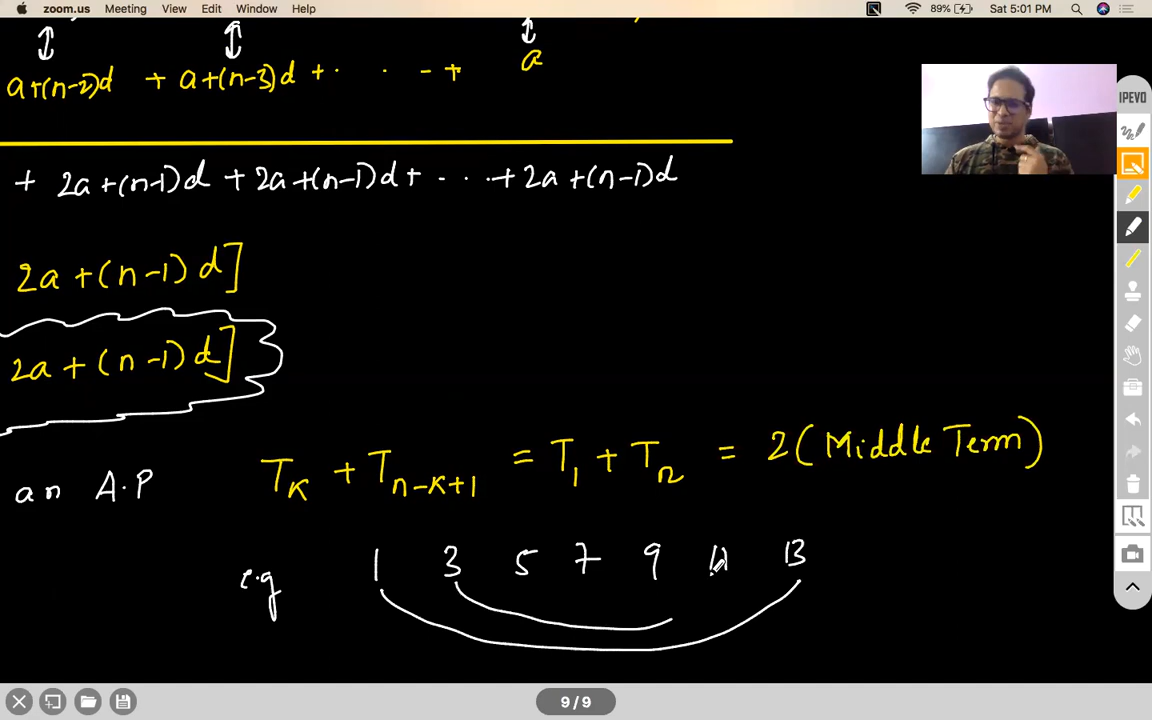 zoom.us Meeting View Edit Window Help 89% Sat 5:01 PM
a+(n-2)d + a+(n-3)d + · · - + a
IPEVO
+ 2a+(n-1)d + 2a+(n-1)d + · · · + 2a+(n-1)d
2a+(n-1)d]
2a+(n-1)d]
an A.P T_K + T_{n-K+1} = T_1 + T_n = 2(Middle Term)
e.g 1 3 5 7 9 11 13
9 / 9